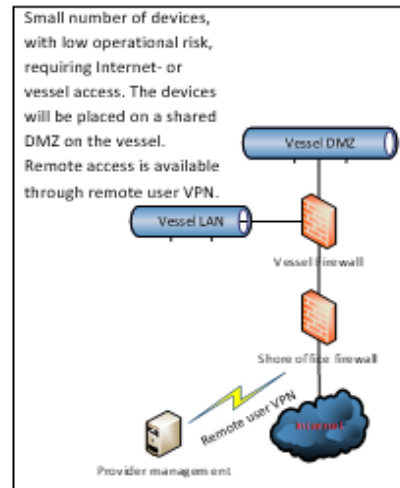 Small number of devices,
with low operational risk,
requiring Internet- or
vessel access. The devices
will be placed on a shared
DMZ on the vessel.
Remote access is available
through remote user VPN.
Vessel DMZ
Vessel LAN
Vessel Firewall
Shore office firewall
Remote user VPN
Internet
Provider management